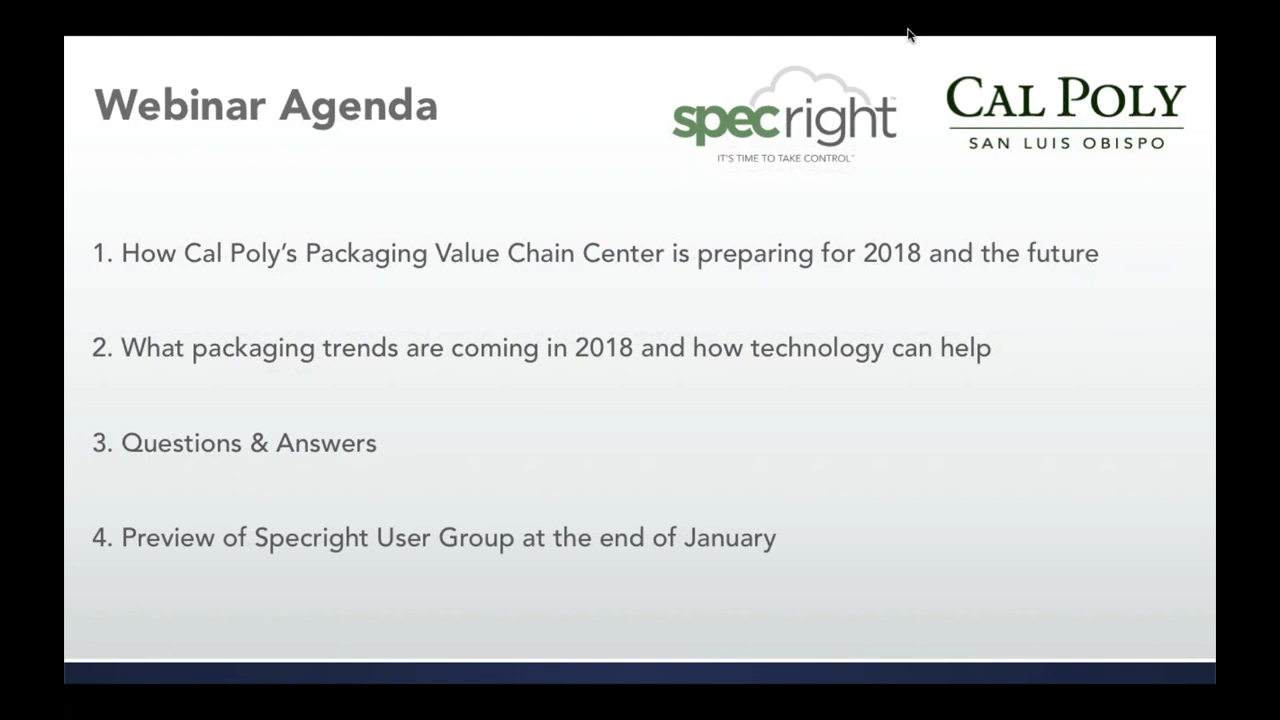 Webinar Agenda
specright™
IT'S TIME TO TAKE CONTROL™
CAL POLY
SAN LUIS OBISPO
1. How Cal Poly’s Packaging Value Chain Center is preparing for 2018 and the future
2. What packaging trends are coming in 2018 and how technology can help
3. Questions & Answers
4. Preview of Specright User Group at the end of January